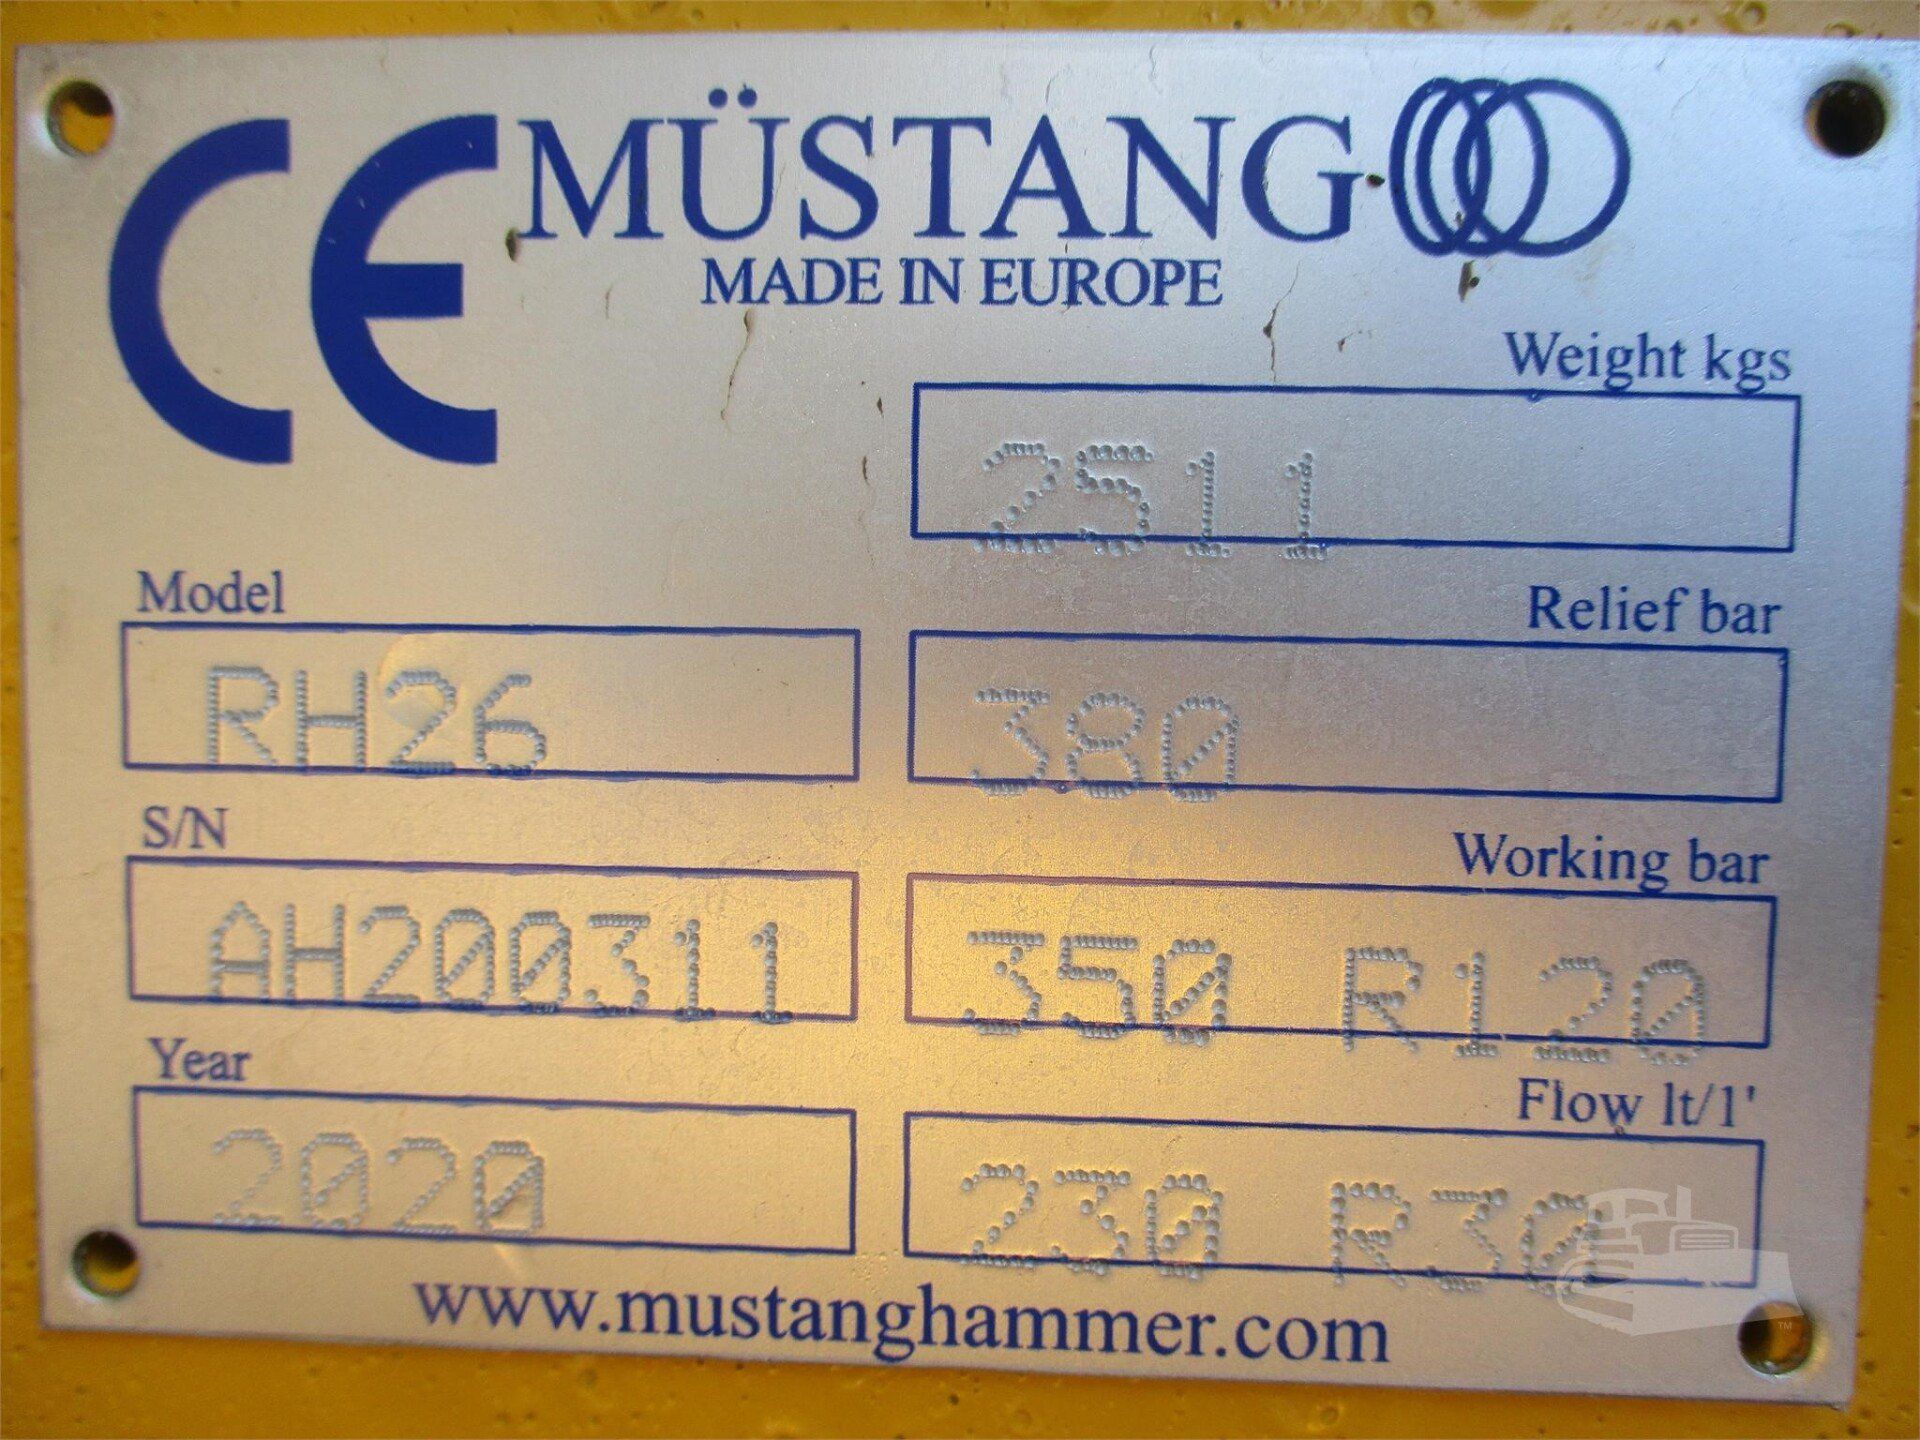 CE MÜSTANG
MADE IN EUROPE
Weight kgs
2511
Model
RH26
Relief bar
380
S/N
AH200311
Working bar
350 R120
Year
2020
Flow lt/1'
230 R30
www.mustanghammer.com
TM